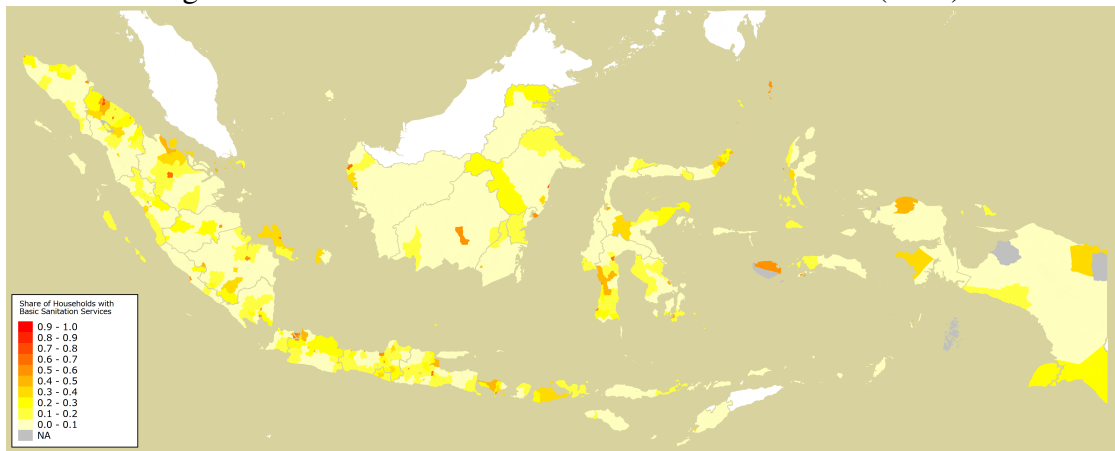 Share of Households with
Basic Sanitation Services
0.9 - 1.0
0.8 - 0.9
0.7 - 0.8
0.6 - 0.7
0.5 - 0.6
0.4 - 0.5
0.3 - 0.4
0.2 - 0.3
0.1 - 0.2
0.0 - 0.1
NA